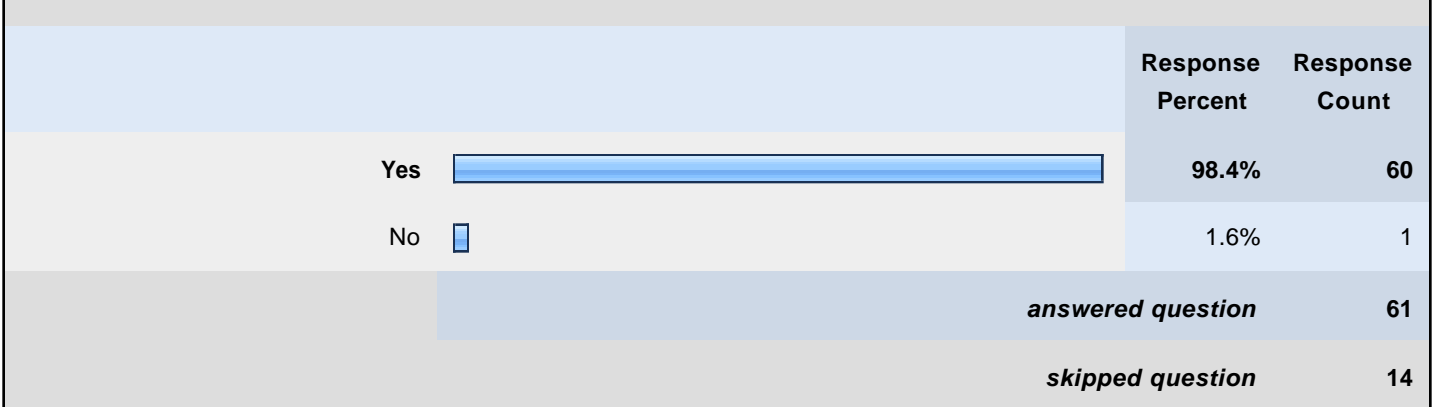 Response Response
Percent Count
Yes 98.4% 60
No 1.6% 1
answered question 61
skipped question 14